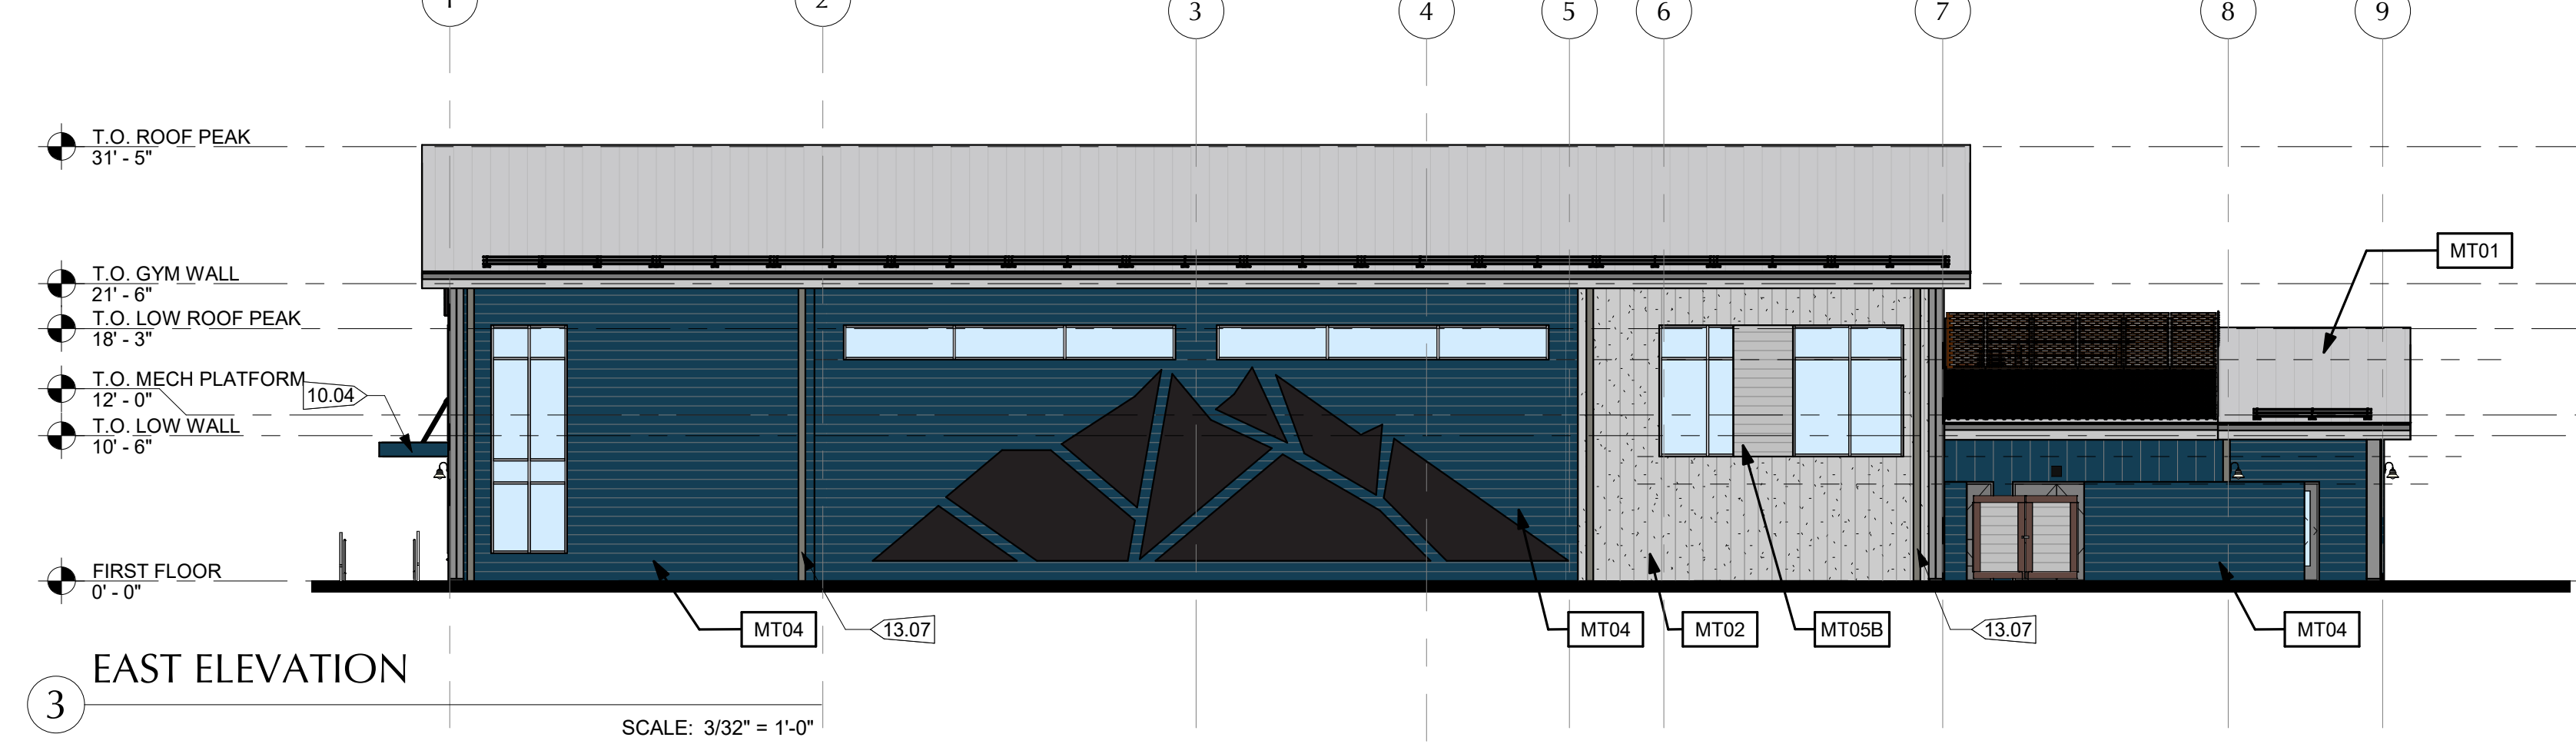 1 2 3 4 5 6 7 8 9
T.O. ROOF PEAK
31' - 5"
MT01
T.O. GYM WALL
21' - 6"
T.O. LOW ROOF PEAK
18' - 3"
T.O. MECH PLATFORM
12' - 0"
10.04
T.O. LOW WALL
10' - 6"
FIRST FLOOR
0' - 0"
MT04 13.07 MT04 MT02 MT05B 13.07 MT04
EAST ELEVATION
3
SCALE: 3/32" = 1'-0"